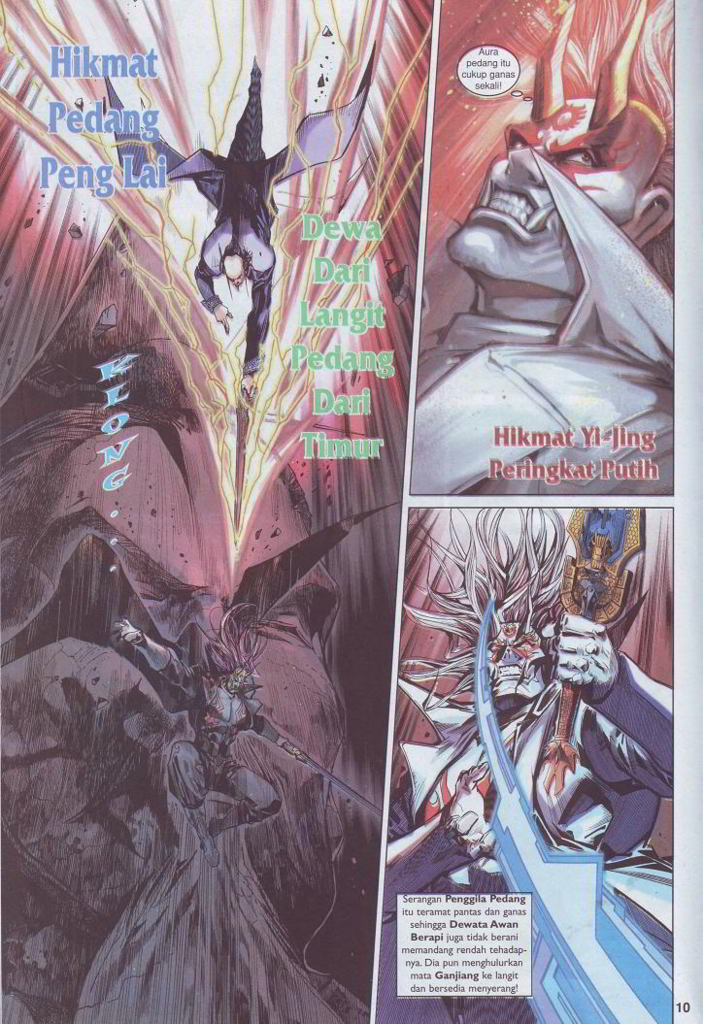 Hikmat
Pedang
Peng Lai
Dewa
Dari
Langit
Pedang
Dari
Timur
KLONG...
Aura
pedang itu
cukup ganas
sekali!
Hikmat Yi-Jing
Peringkat Putih
Serangan Penggila Pedang
itu teramat pantas dan ganas
sehingga Dewata Awan
Berapi juga tidak berani
memandang rendah tehadap-
nya. Dia pun menghulurkan
mata Ganjiang ke langit
dan bersedia menyerang!
10